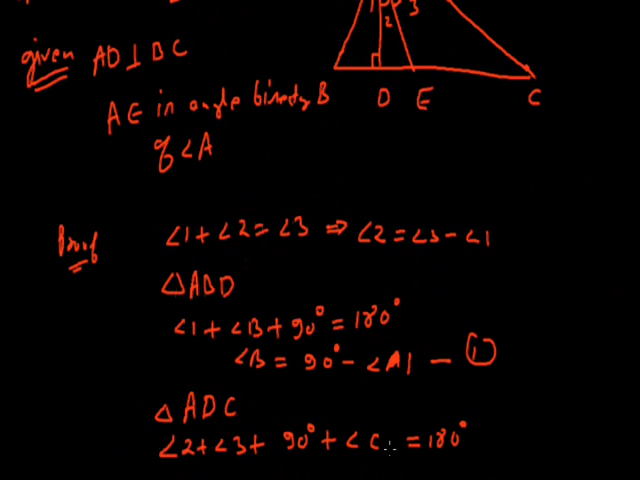 1 2 3
given AD ⊥ BC
AE in angle bisector B D E C
of ∠A
Proof ∠1 + ∠2 = ∠3 ⇒ ∠2 = ∠3 - ∠1
△ABD
∠1 + ∠B + 90° = 180°
∠B = 90° - ∠A1 — ①
△ADC
∠2 + ∠3 + 90° + ∠C = 180°